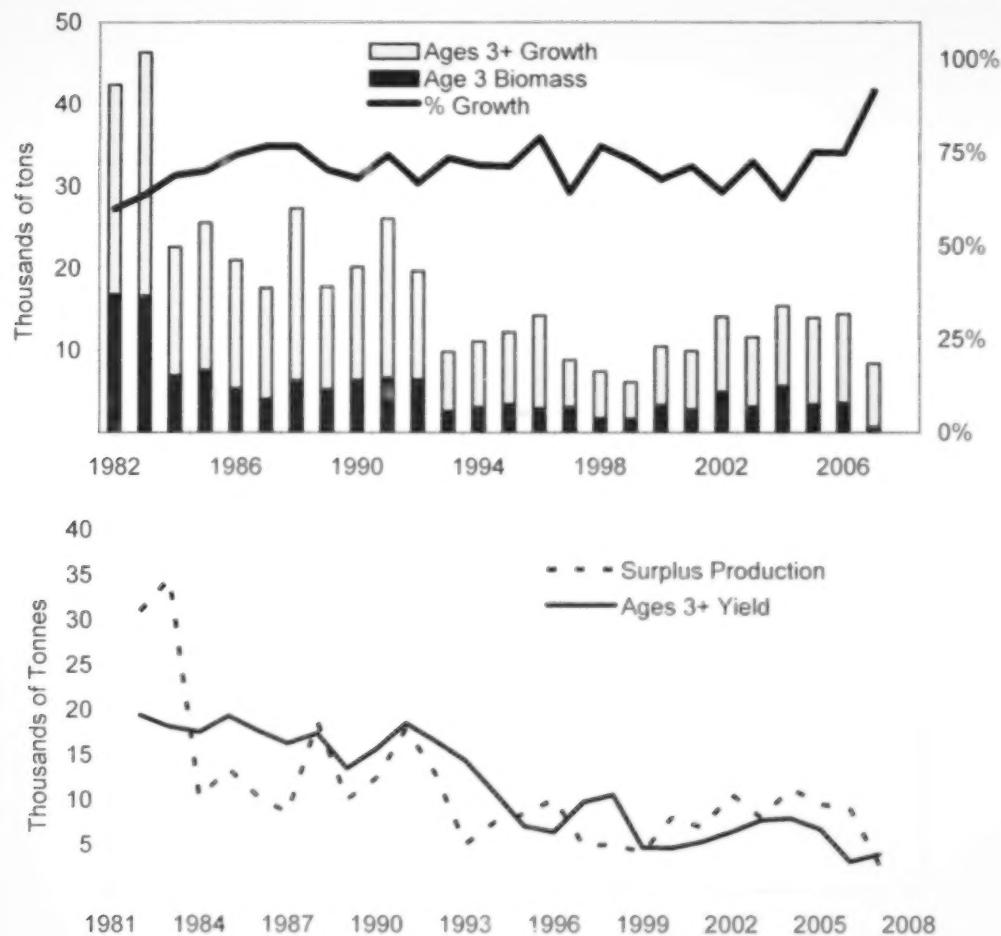 50
40
30
20
10
Thousands of tons
Ages 3+ Growth
Age 3 Biomass
% Growth
100%
75%
50%
25%
0%
1982 1986 1990 1994 1998 2002 2006
40
35
30
25
20
15
10
5
Thousands of Tonnes
Surplus Production
Ages 3+ Yield
1981 1984 1987 1990 1993 1996 1999 2002 2005 2008